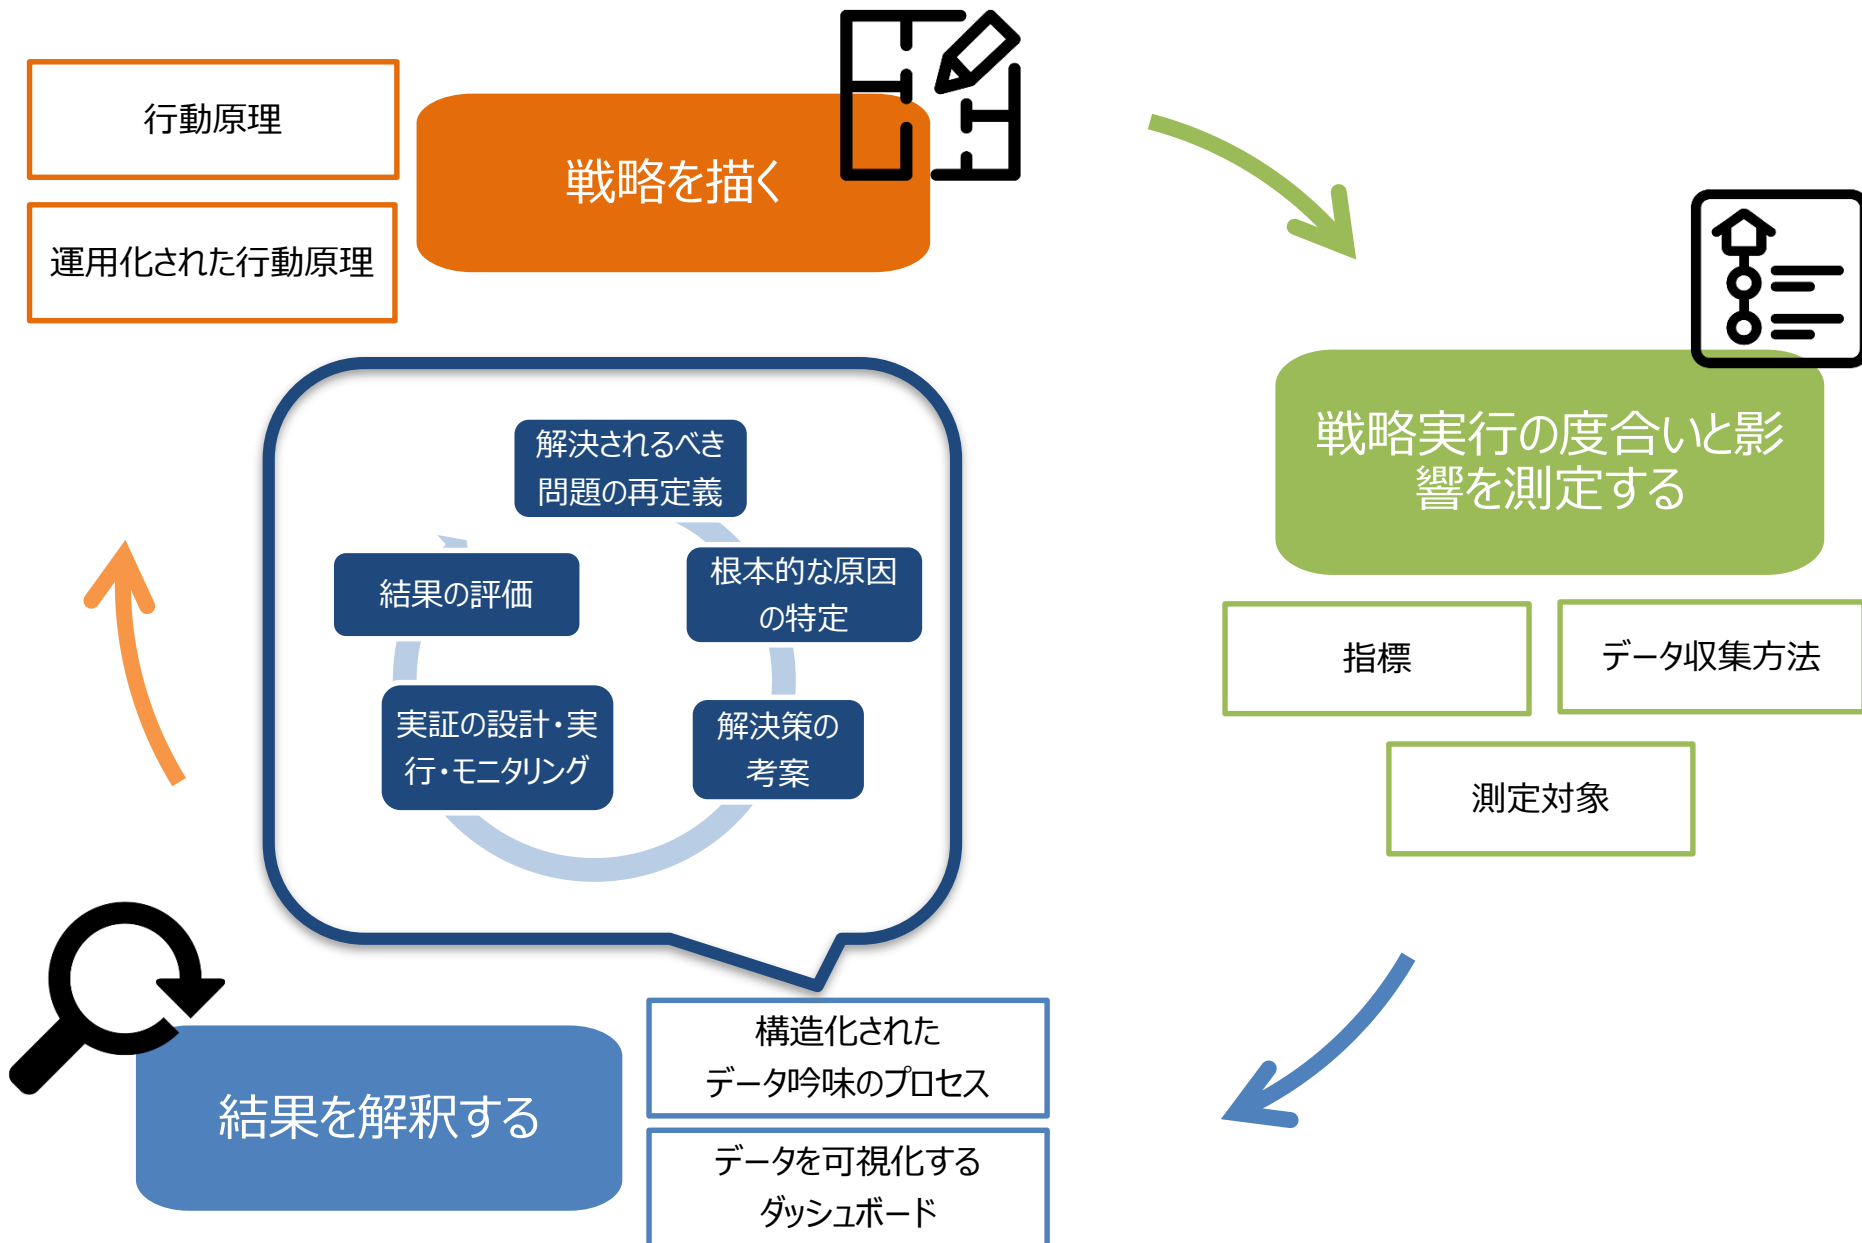 行動原理
運用化された行動原理
戦略を描く
戦略実行の度合いと影
響を測定する
指標
データ収集方法
測定対象
解決されるべき
問題の再定義
根本的な原因
の特定
解決策の
考案
実証の設計・実
行・モニタリング
結果の評価
結果を解釈する
構造化された
データ吟味のプロセス
データを可視化する
ダッシュボード